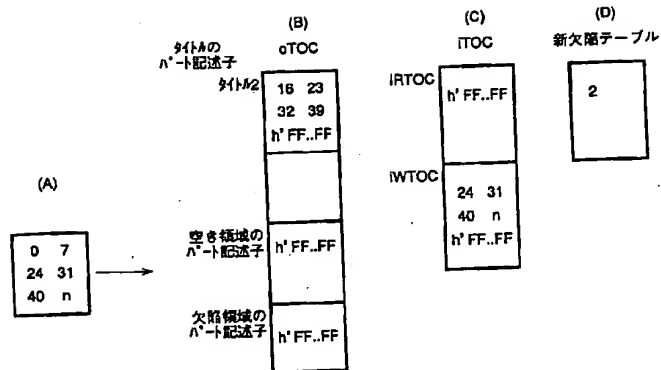 (A)
0 7
24 31
40 n
(B)
cTOC
タイトルの
パート記述子
タイトル2
16 23
32 39
h' FF..FF
空き領域の
パート記述子
h' FF..FF
欠陥領域の
パート記述子
h' FF..FF
(C)
iTOC
iRTOC
h' FF..FF
iWTOC
24 31
40 n
h' FF..FF
(D)
新欠陥テーブル
2